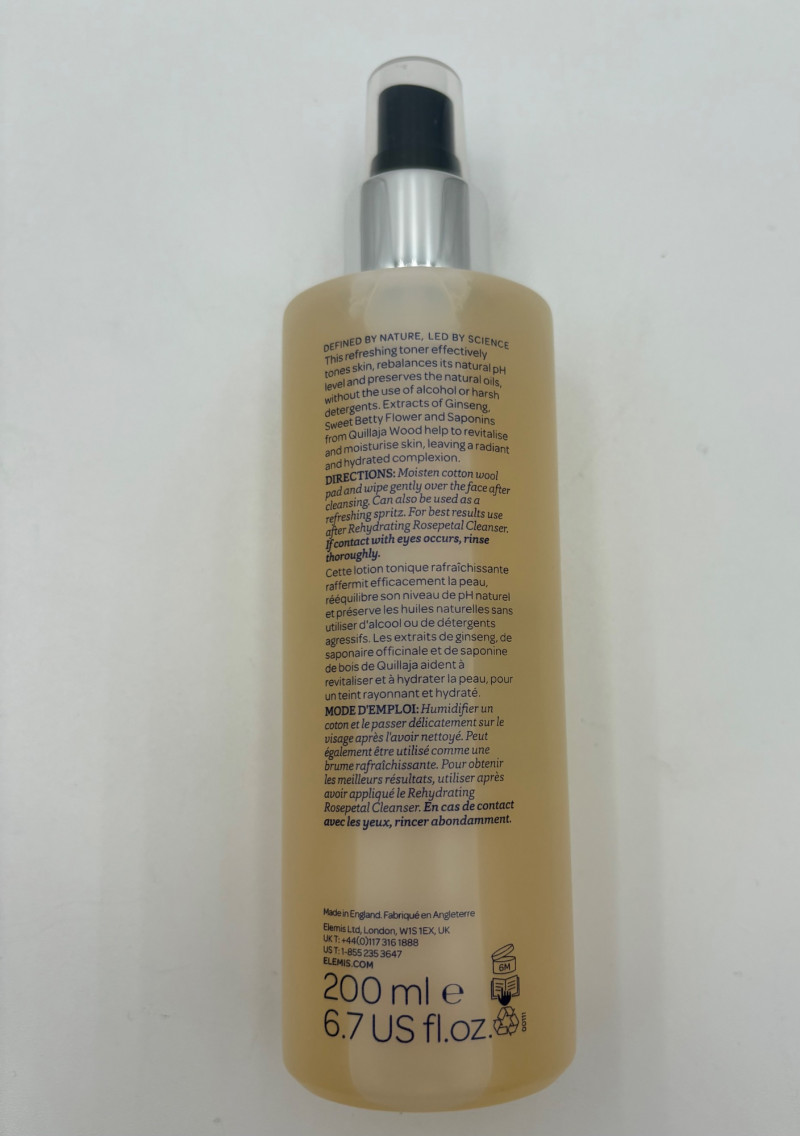 DEFINED BY NATURE, LED BY SCIENCE
This refreshing toner effectively
tones skin, rebalances its natural pH
level and preserves the natural oils,
without the use of alcohol or harsh
detergents. Extracts of Ginseng,
Sweet Betty Flower and Saponins
from Quillaja Wood help to revitalise
and moisturise skin, leaving a radiant
and hydrated complexion.
DIRECTIONS: Moisten cotton wool
pad and wipe gently over the face after
cleansing. Can also be used as a
refreshing spritz. For best results use
after Rehydrating Rosepetal Cleanser.
If contact with eyes occurs, rinse
thoroughly.
Cette lotion tonique rafraîchissante
raffermit efficacement la peau,
rééquilibre son niveau de pH naturel
et préserve les huiles naturelles sans
utiliser d'alcool ou de détergents
agressifs. Les extraits de ginseng, de
saponaire officinale et de saponine
de bois de Quillaja aident à
revitaliser et à hydrater la peau, pour
un teint rayonnant et hydraté.
MODE D'EMPLOI: Humidifier un
coton et le passer délicatement sur le
visage après l'avoir nettoyé. Peut
également être utilisé comme une
brume rafraîchissante. Pour obtenir
les meilleurs résultats, utiliser après
avoir appliqué le Rehydrating
Rosepetal Cleanser. En cas de contact
avec les yeux, rincer abondamment.
Made in England. Fabriqué en Angleterre
Elemis Ltd, London, W1S 1EX, UK
UK T: +44(0)117 316 1888
US T: 1-855 235 3647
ELEMIS.COM
6M
200 ml e
6.7 US fl.oz.